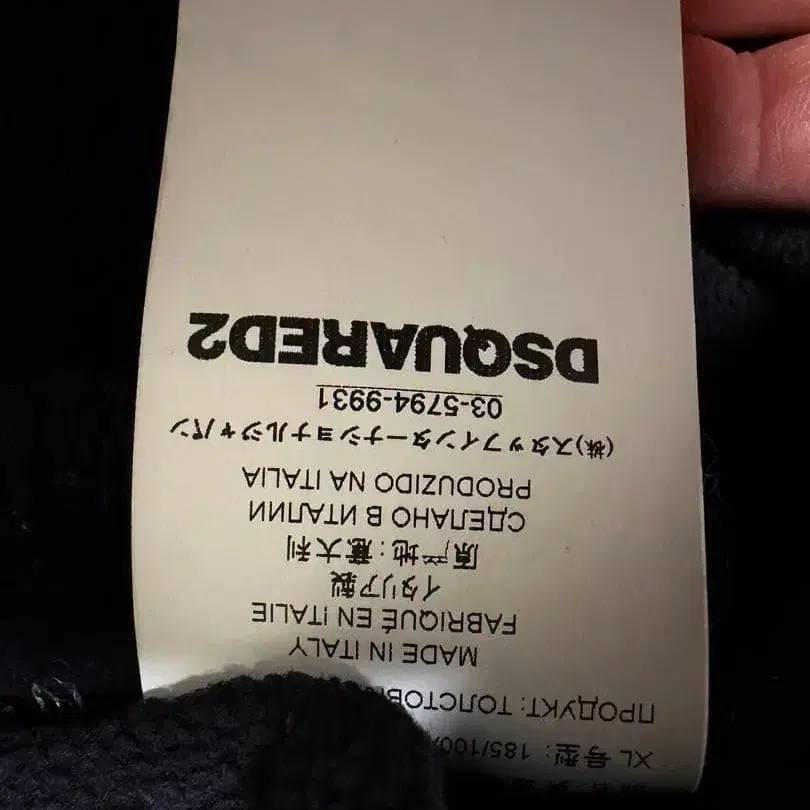 XL 号型: 185/100
ПРОДУКТ: ТОЛСТОВ
MADE IN ITALY
FABRIQUÉ EN ITALIE
イタリア製
原产地: 意大利
СДЕЛАНО В ИТАЛИИ
PRODUZIDO NA ITALIA
(株)スタッフインターナショナルジャパン
03-5794-9931
DSQUARED2